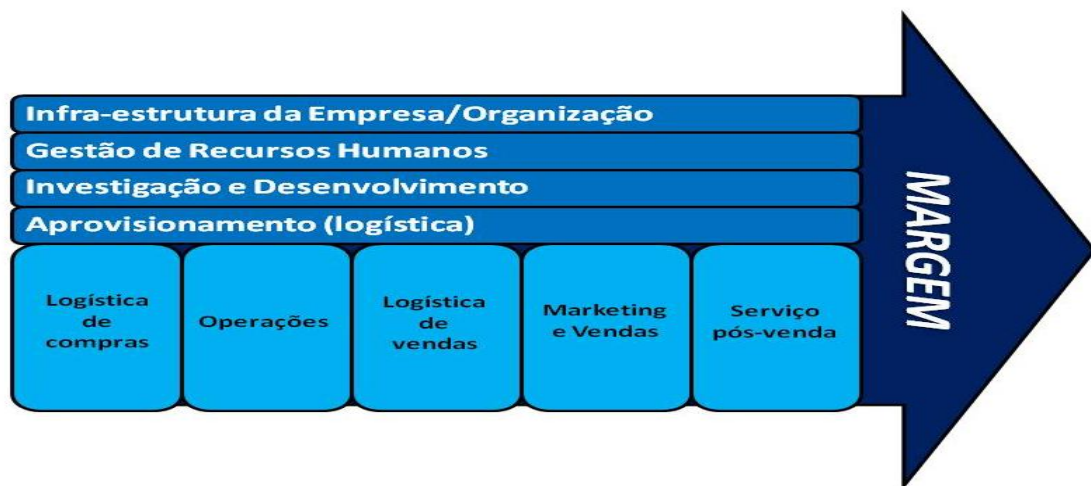 Infra-estrutura da Empresa/Organização
Gestão de Recursos Humanos
Investigação e Desenvolvimento
Aprovisionamento (logística)
Logística
de
compras
Operações
Logística
de
vendas
Marketing
e Vendas
Serviço
pós-venda
MARGEM